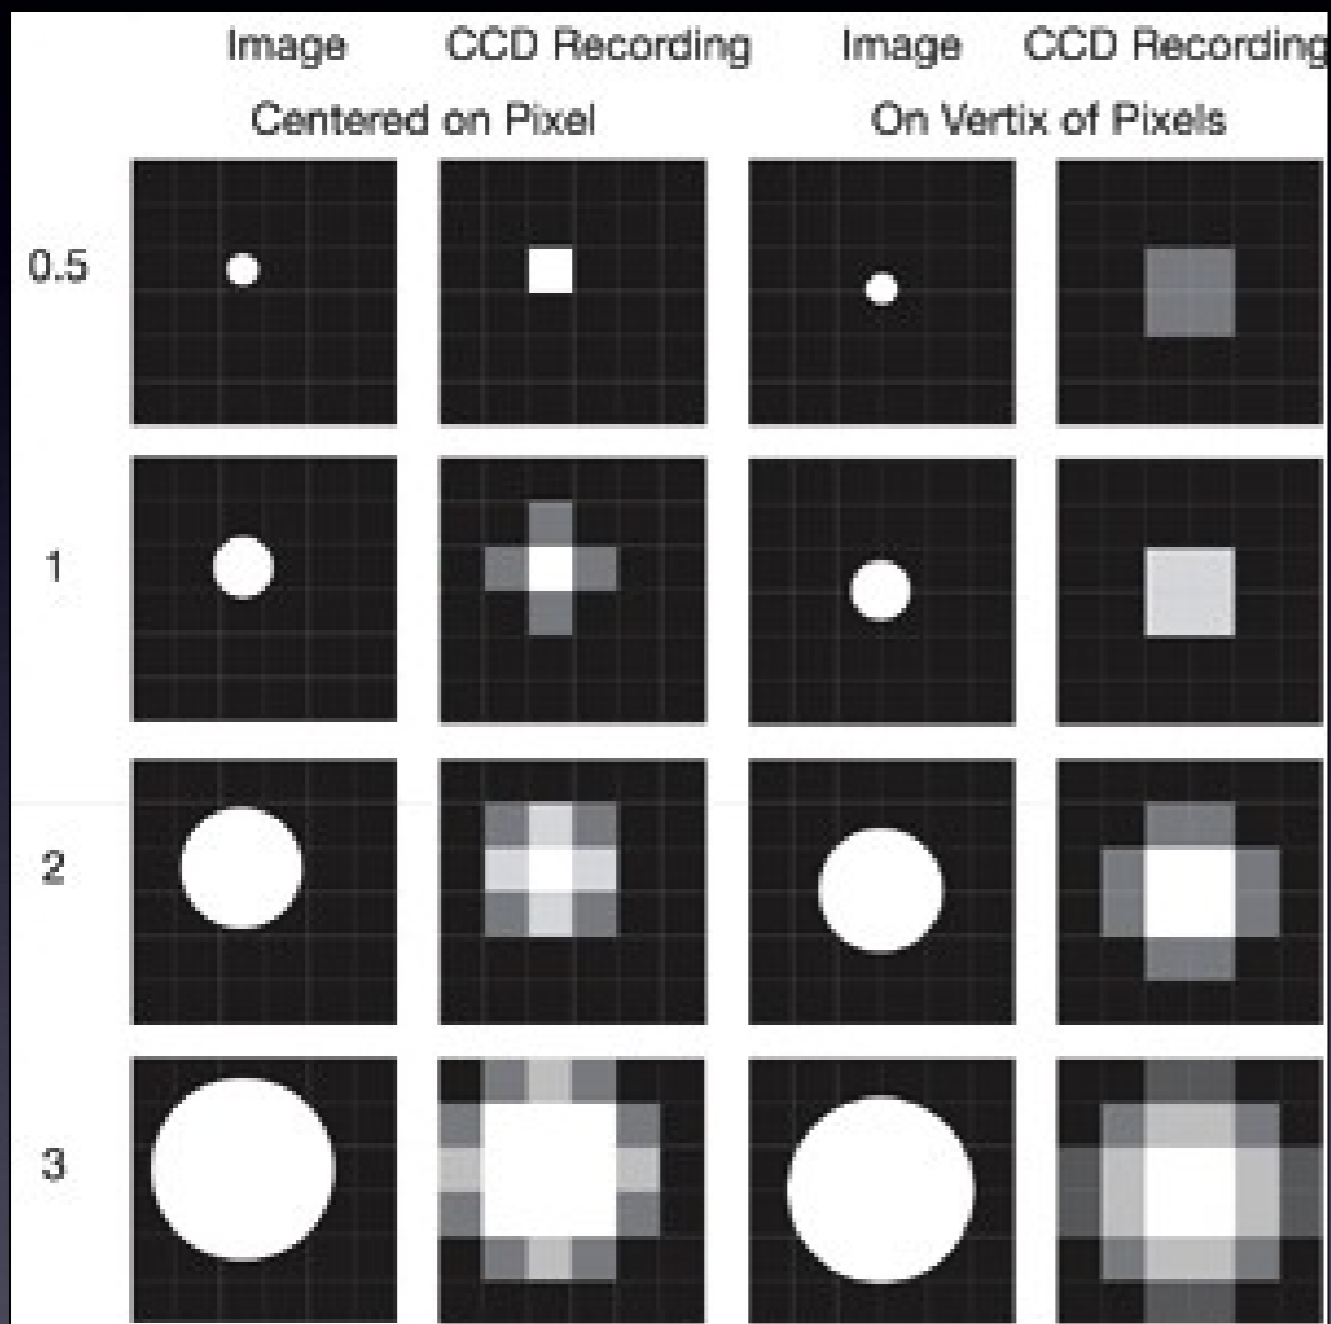 Image CCD Recording Image CCD Recording
Centered on Pixel On Vertix of Pixels
0.5
1
2
3